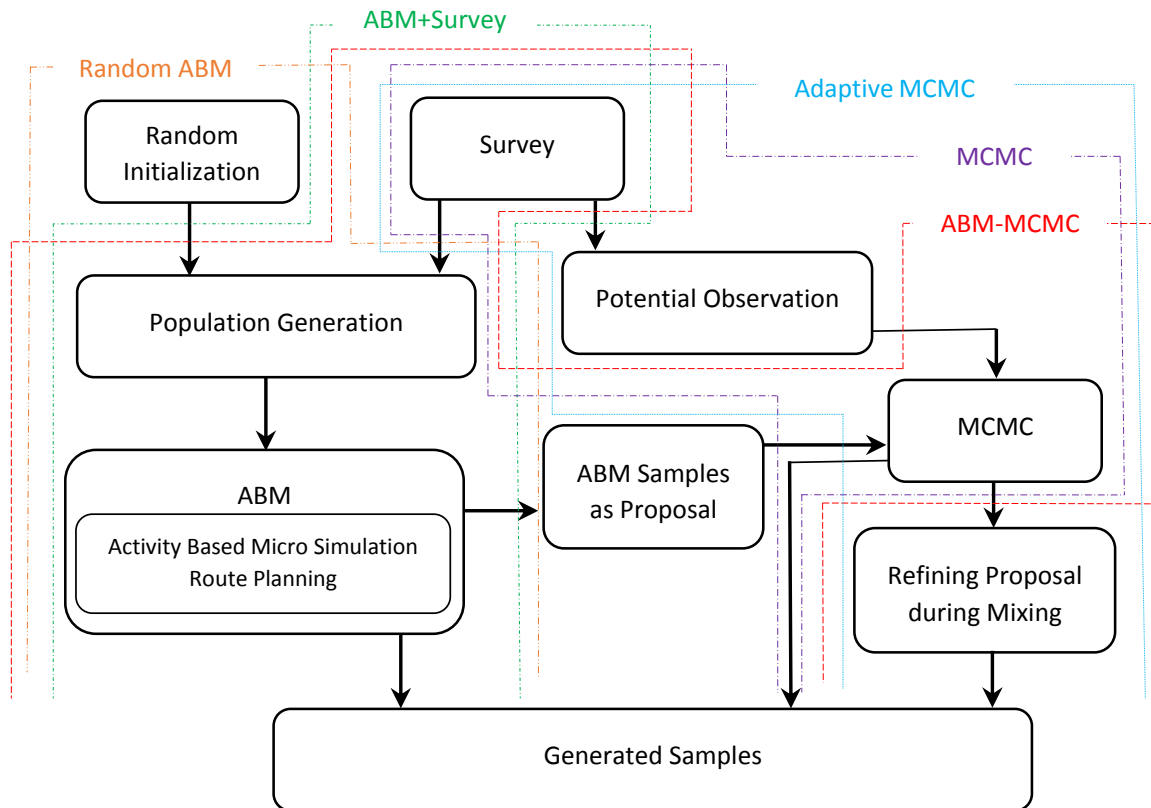 ABM+Survey
Random ABM
Adaptive MCMC
Random
Initialization
Survey
MCMC
ABM-MCMC
Population Generation
Potential Observation
MCMC
ABM
Activity Based Micro Simulation
Route Planning
ABM Samples
as Proposal
Refining Proposal
during Mixing
Generated Samples